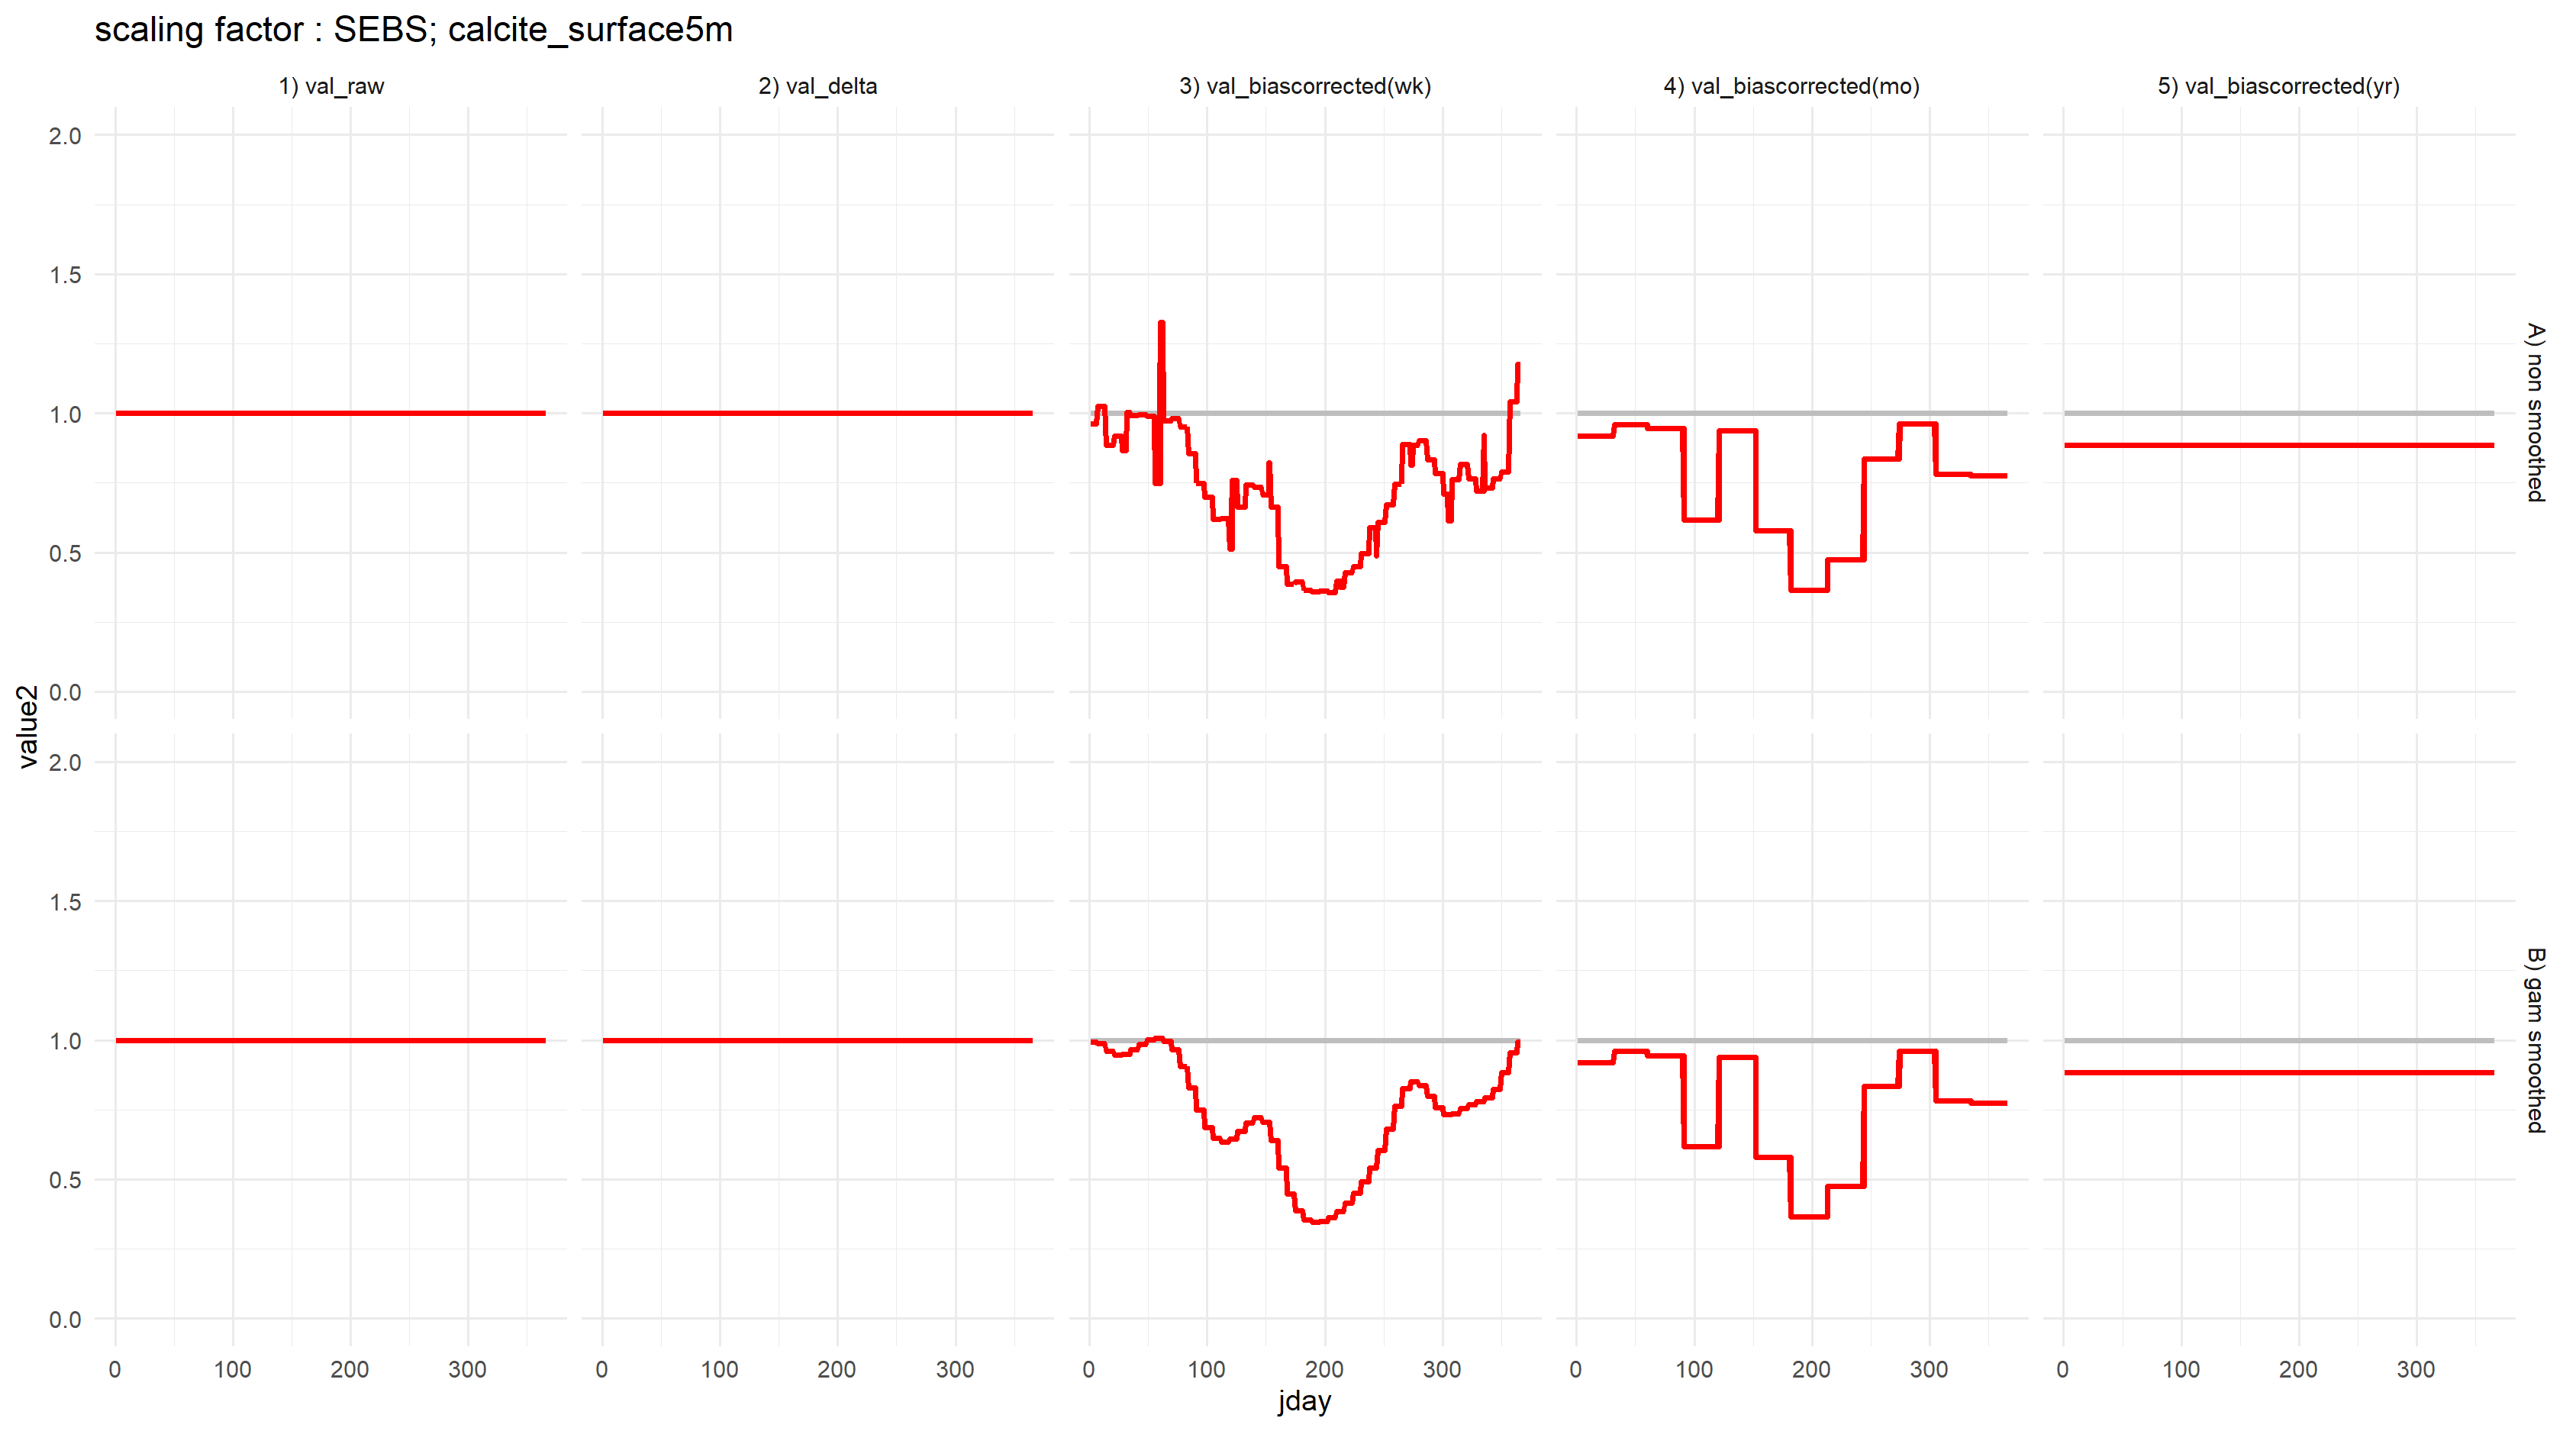 scaling factor : SEBS; calcite_surface5m
1) val_raw
2) val_delta
3) val_biascorrected(wk)
4) val_biascorrected(mo)
5) val_biascorrected(yr)
2.0
1.5
1.0
0.5
0.0
A) non smoothed
value2
2.0
1.5
1.0
0.5
0.0
B) gam smoothed
0 100 200 300
0 100 200 300
0 100 200 300
0 100 200 300
0 100 200 300
jday